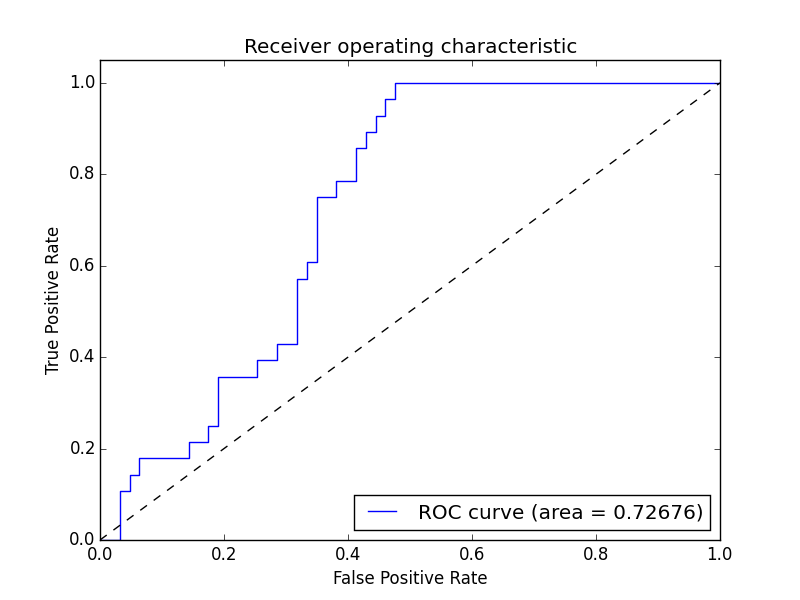 Receiver operating characteristic
1.0
0.8
0.6
0.4
0.2
0.0
True Positive Rate
ROC curve (area = 0.72676)
0.0 0.2 0.4 0.6 0.8 1.0
False Positive Rate